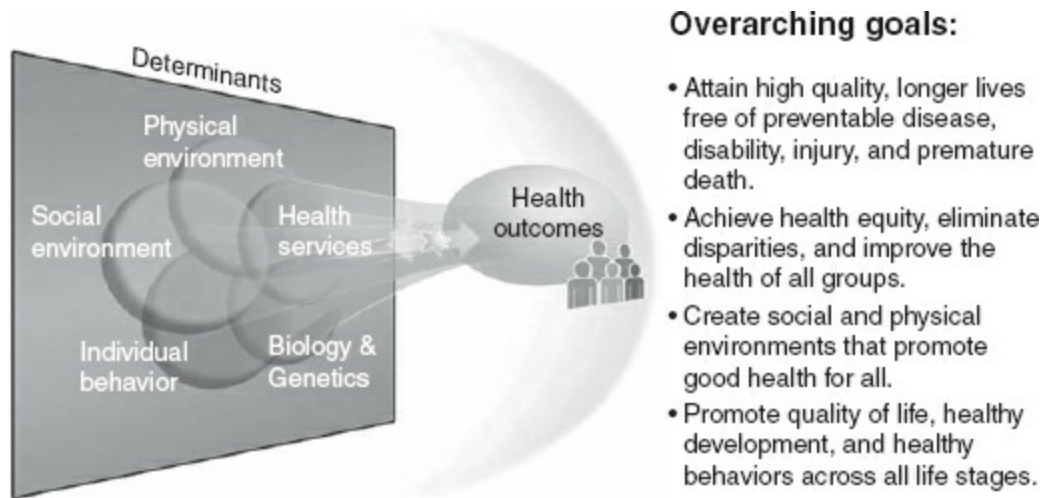 Determinants
Physical
environment
Social
environment
Health
services
Individual
behavior
Biology &
Genetics
Health
outcomes
Overarching goals:
• Attain high quality, longer lives
free of preventable disease,
disability, injury, and premature
death.
• Achieve health equity, eliminate
disparities, and improve the
health of all groups.
• Create social and physical
environments that promote
good health for all.
• Promote quality of life, healthy
development, and healthy
behaviors across all life stages.